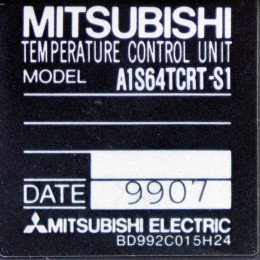 MITSUBISHI
TEMPERATURE CONTROL UNIT
MODEL A1S64TCRT-S1
DATE 9907
MITSUBISHI ELECTRIC
BD992C015H24